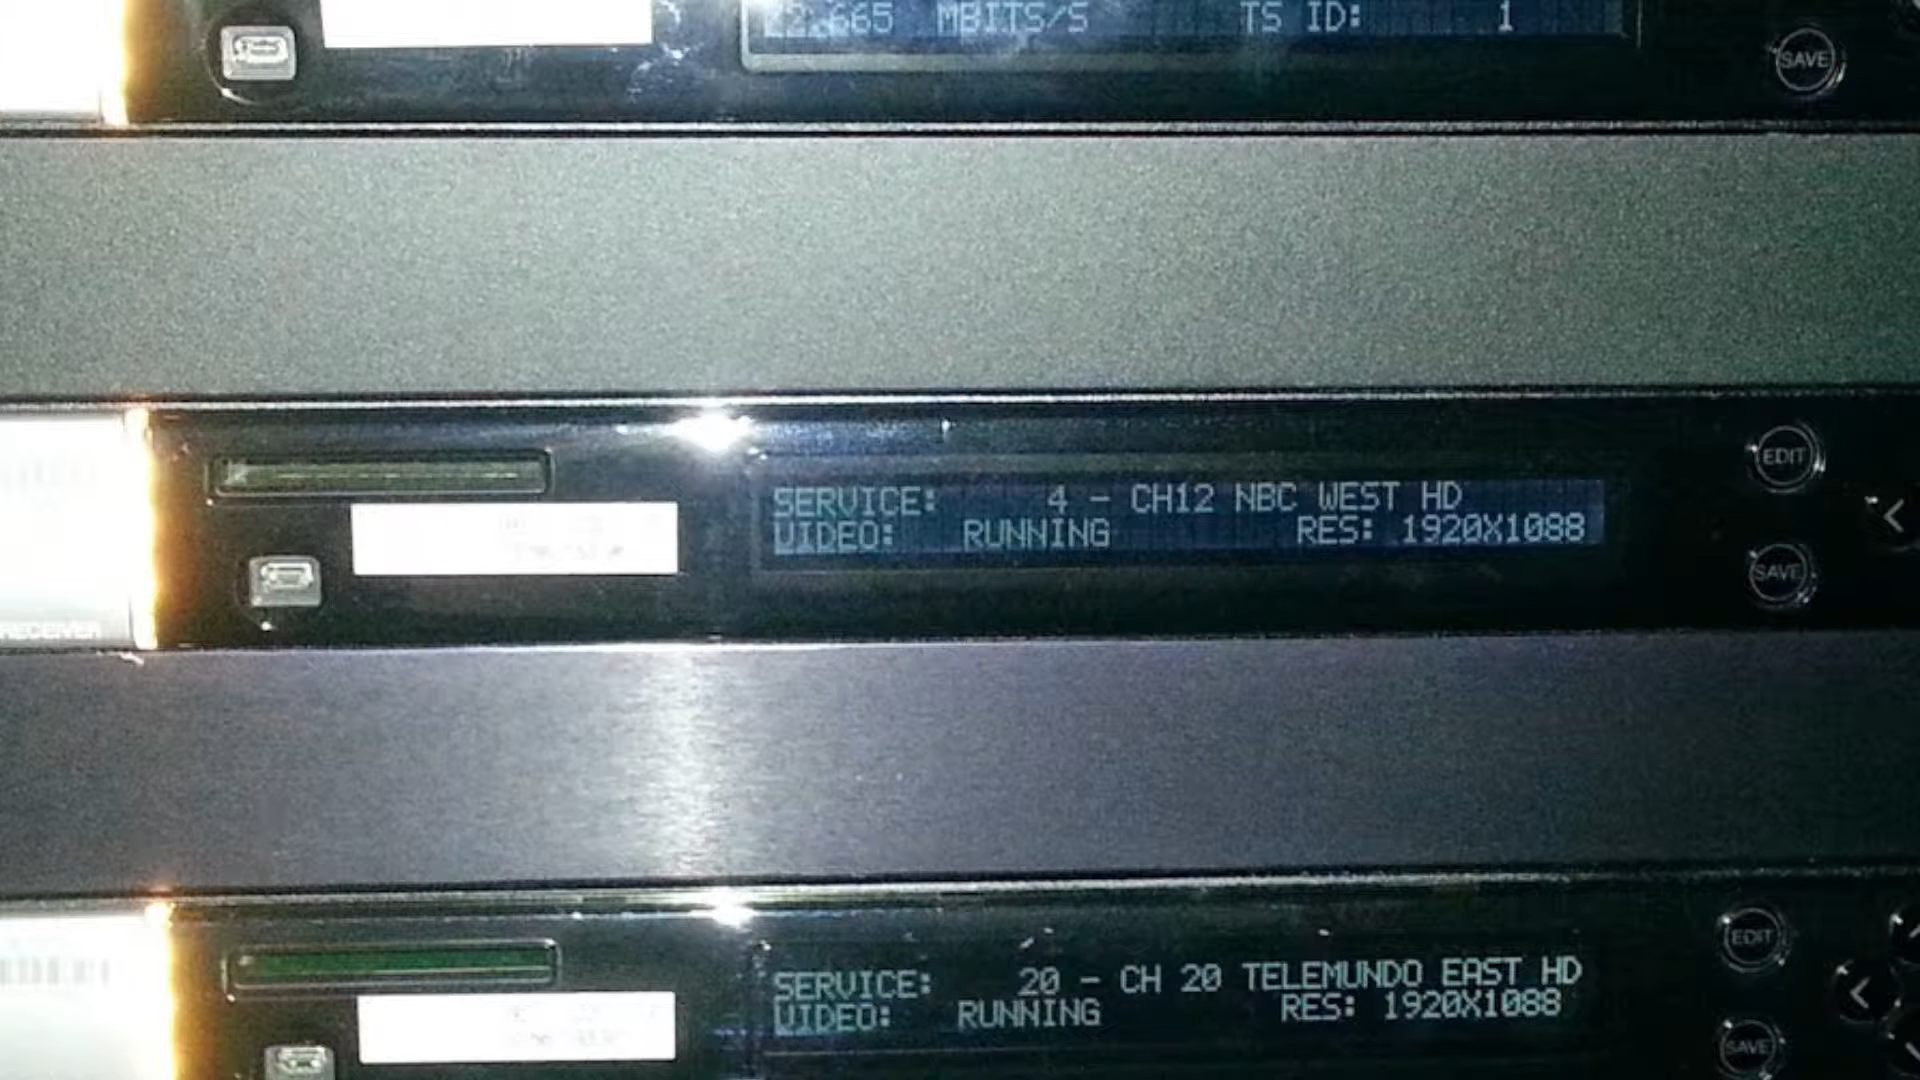 MBITS/S TS ID: 1
SAVE
EDIT
SERVICE: 4 - CH12 NBC WEST HD
VIDEO: RUNNING RES: 1920X1088
SAVE
RECEIVER
EDIT
SERVICE: 20 - CH 20 TELEMUNDO EAST HD
VIDEO: RUNNING RES: 1920X1088
SAVE